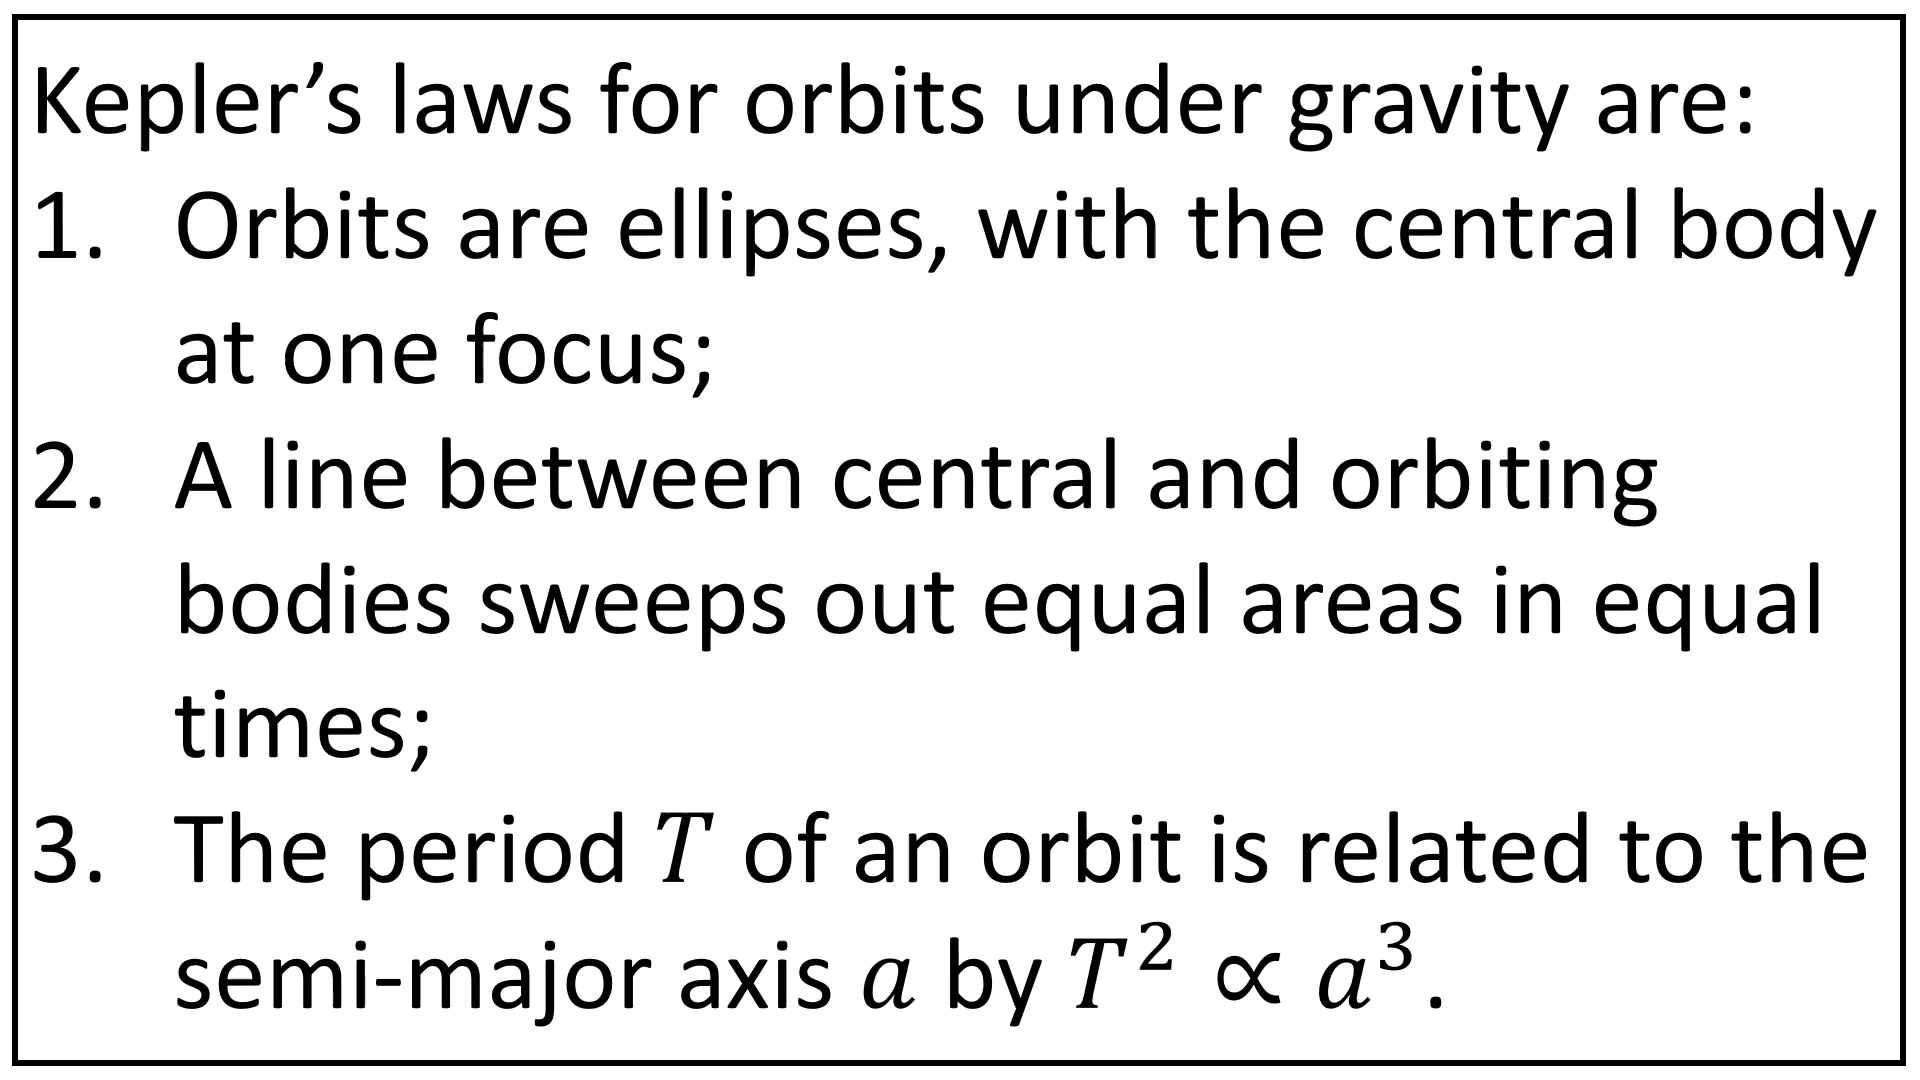 Kepler’s laws for orbits under gravity are:
1. Orbits are ellipses, with the central body
at one focus;
2. A line between central and orbiting
bodies sweeps out equal areas in equal
times;
3. The period T of an orbit is related to the
semi-major axis a by T² ∝ a³.